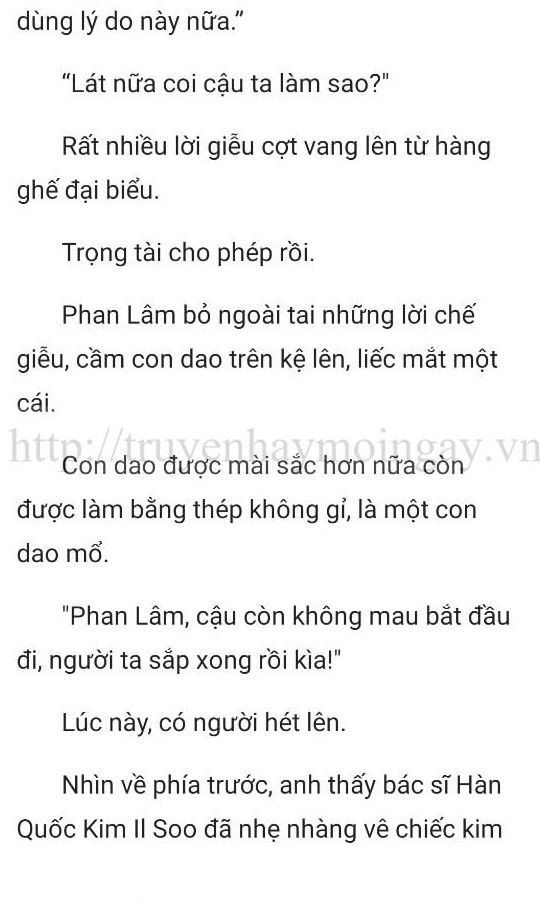 dùng lý do này nữa.”
“Lát nữa coi cậu ta làm sao?"
Rất nhiều lời giễu cợt vang lên từ hàng
ghế đại biểu.
Trọng tài cho phép rồi.
Phan Lâm bỏ ngoài tai những lời chế
giễu, cầm con dao trên kệ lên, liếc mắt một
cái.
http://truyenhaymoingay.vn
Con dao được mài sắc hơn nữa còn
được làm bằng thép không gỉ, là một con
dao mổ.
"Phan Lâm, cậu còn không mau bắt đầu
đi, người ta sắp xong rồi kìa!"
Lúc này, có người hét lên.
Nhìn về phía trước, anh thấy bác sĩ Hàn
Quốc Kim Il Soo đã nhẹ nhàng vê chiếc kim